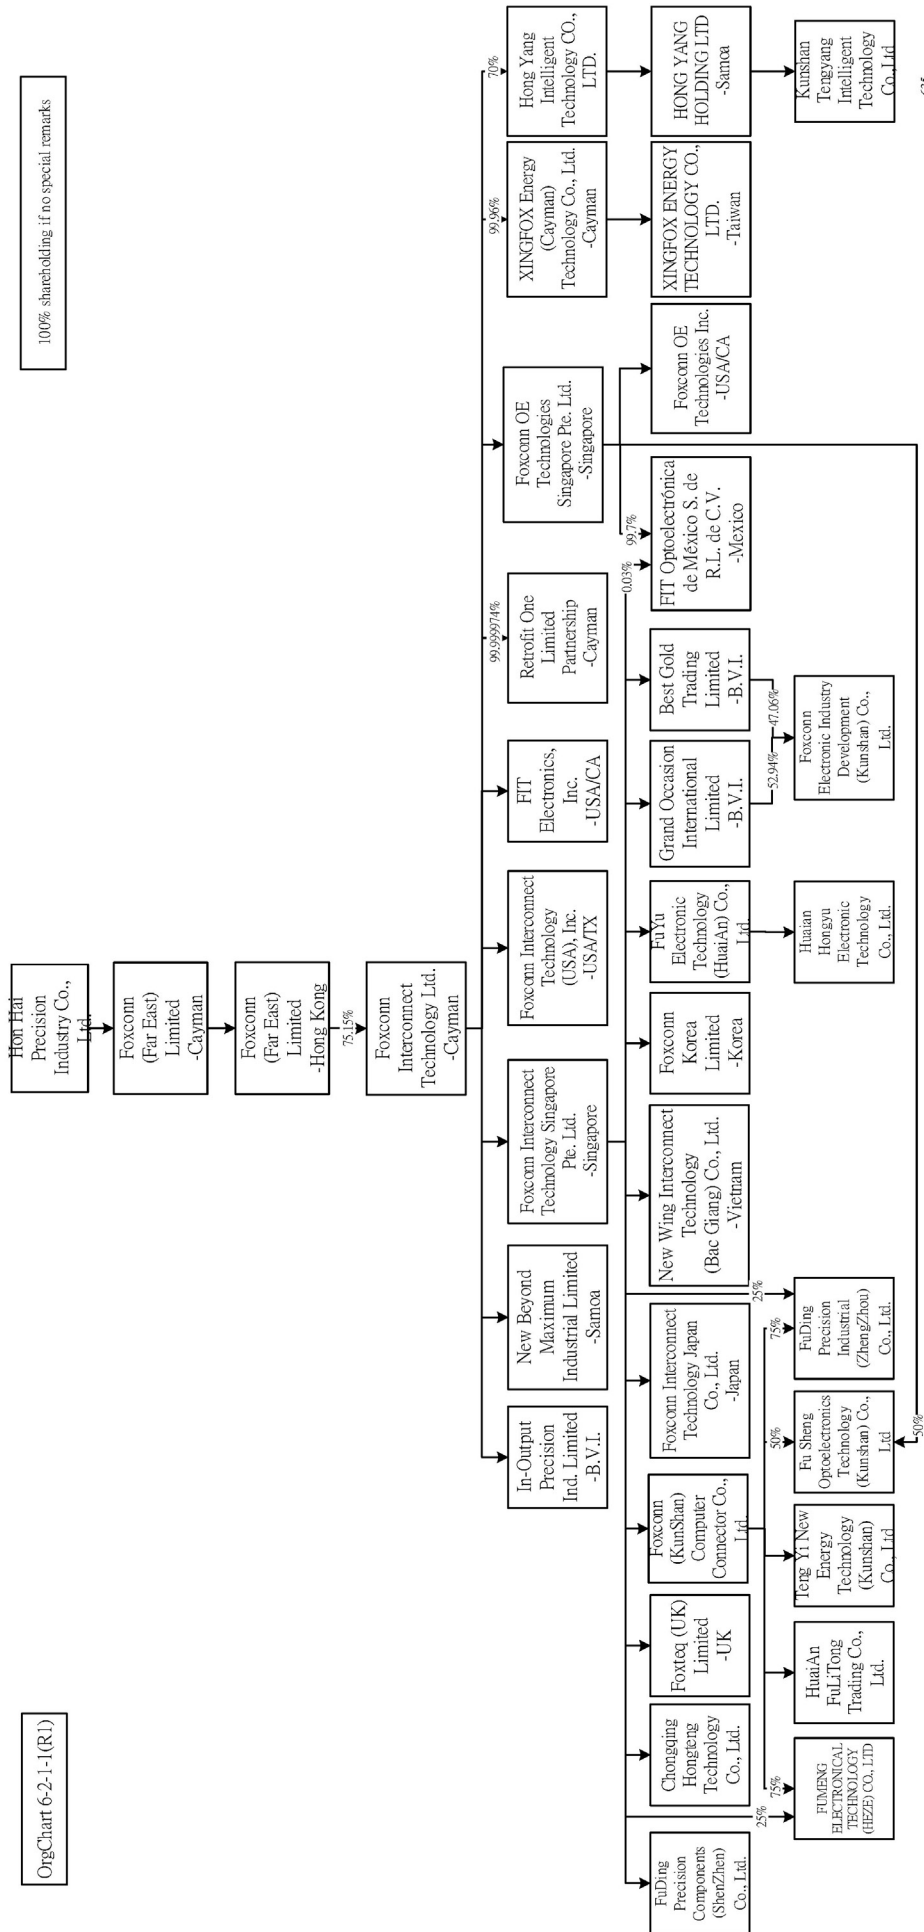 OrgChart 6-2-1-1(R1)
100% shareholding if no special remarks
Hon Hai
Precision
Industry Co.,
Ltd.
Foxconn
(Far East)
Limited
-Cayman
Foxconn
(Far East)
Limited
-Hong Kong
75.15%
Foxconn
Interconnect
Technology Ltd.
-Cayman
99.999974%
99.96%
70%
In-Output
Precision
Ind. Limited
-B.V.I.
New Beyond
Maximum
Industrial Limited
-Samoa
Foxconn Interconnect
Technology Singapore
Pte. Ltd.
-Singapore
Foxconn Interconnect
Technology
(USA), Inc.
-USA/TX
FIT
Electronics,
Inc.
-USA/CA
Retrofit One
Limited
Partnership
-Cayman
Foxconn OE
Technologies
Singapore Pte. Ltd.
-Singapore
XINGFOX Energy
(Cayman)
Technology Co., Ltd.
-Cayman
Hong Yang
Intelligent
Technology CO.,
LTD.
0.03%
99.7%
FuDing
Precision
Components
(ShenZhen)
Co., Ltd.
Chongqing
Hongteng
Technology
Co., Ltd.
Foxteq (UK)
Limited
-UK
Foxconn
(KunShan)
Computer
Connector Co.,
Ltd.
Foxconn Interconnect
Technology Japan
Co., Ltd.
-Japan
New Wing Interconnect
Technology
(Bac Giang) Co., Ltd.
-Vietnam
Foxconn
Korea
Limited
-Korea
FuYu
Electronic
Technology
(HuaiAn) Co.,
Ltd.
Grand Occasion
International
Limited
-B.V.I.
Best Gold
Trading
Limited
-B.V.I.
FIT Optoelectrónica
de México S. de
R.L. de C.V.
-Mexico
Foxconn OE
Technologies Inc.
-USA/CA
XINGFOX ENERGY
TECHNOLOGY CO.,
LTD.
-Taiwan
HONG YANG
HOLDING LTD
-Samoa
25%
75%
50%
75%
25%
52.94%
47.06%
FUMENG
ELECTRONICAL
TECHNOLOGY
(HEZE) CO., LTD
HuaiAn
FuLiTong
Trading Co.,
Ltd.
Teng Yi New
Energy
Technology
(Kunshan)
Co., Ltd
Fu Sheng
Optoelectronics
Technology
(Kunshan) Co.,
Ltd
FuDing
Precision
Industrial
(ZhengZhou)
Co., Ltd.
Huaian
Hongyu
Electronic
Technology
Co., Ltd.
Foxconn
Electronic Industry
Development
(Kunshan) Co.,
Ltd.
Kunshan
Tengyang
Intelligent
Technology
Co.,Ltd
50%